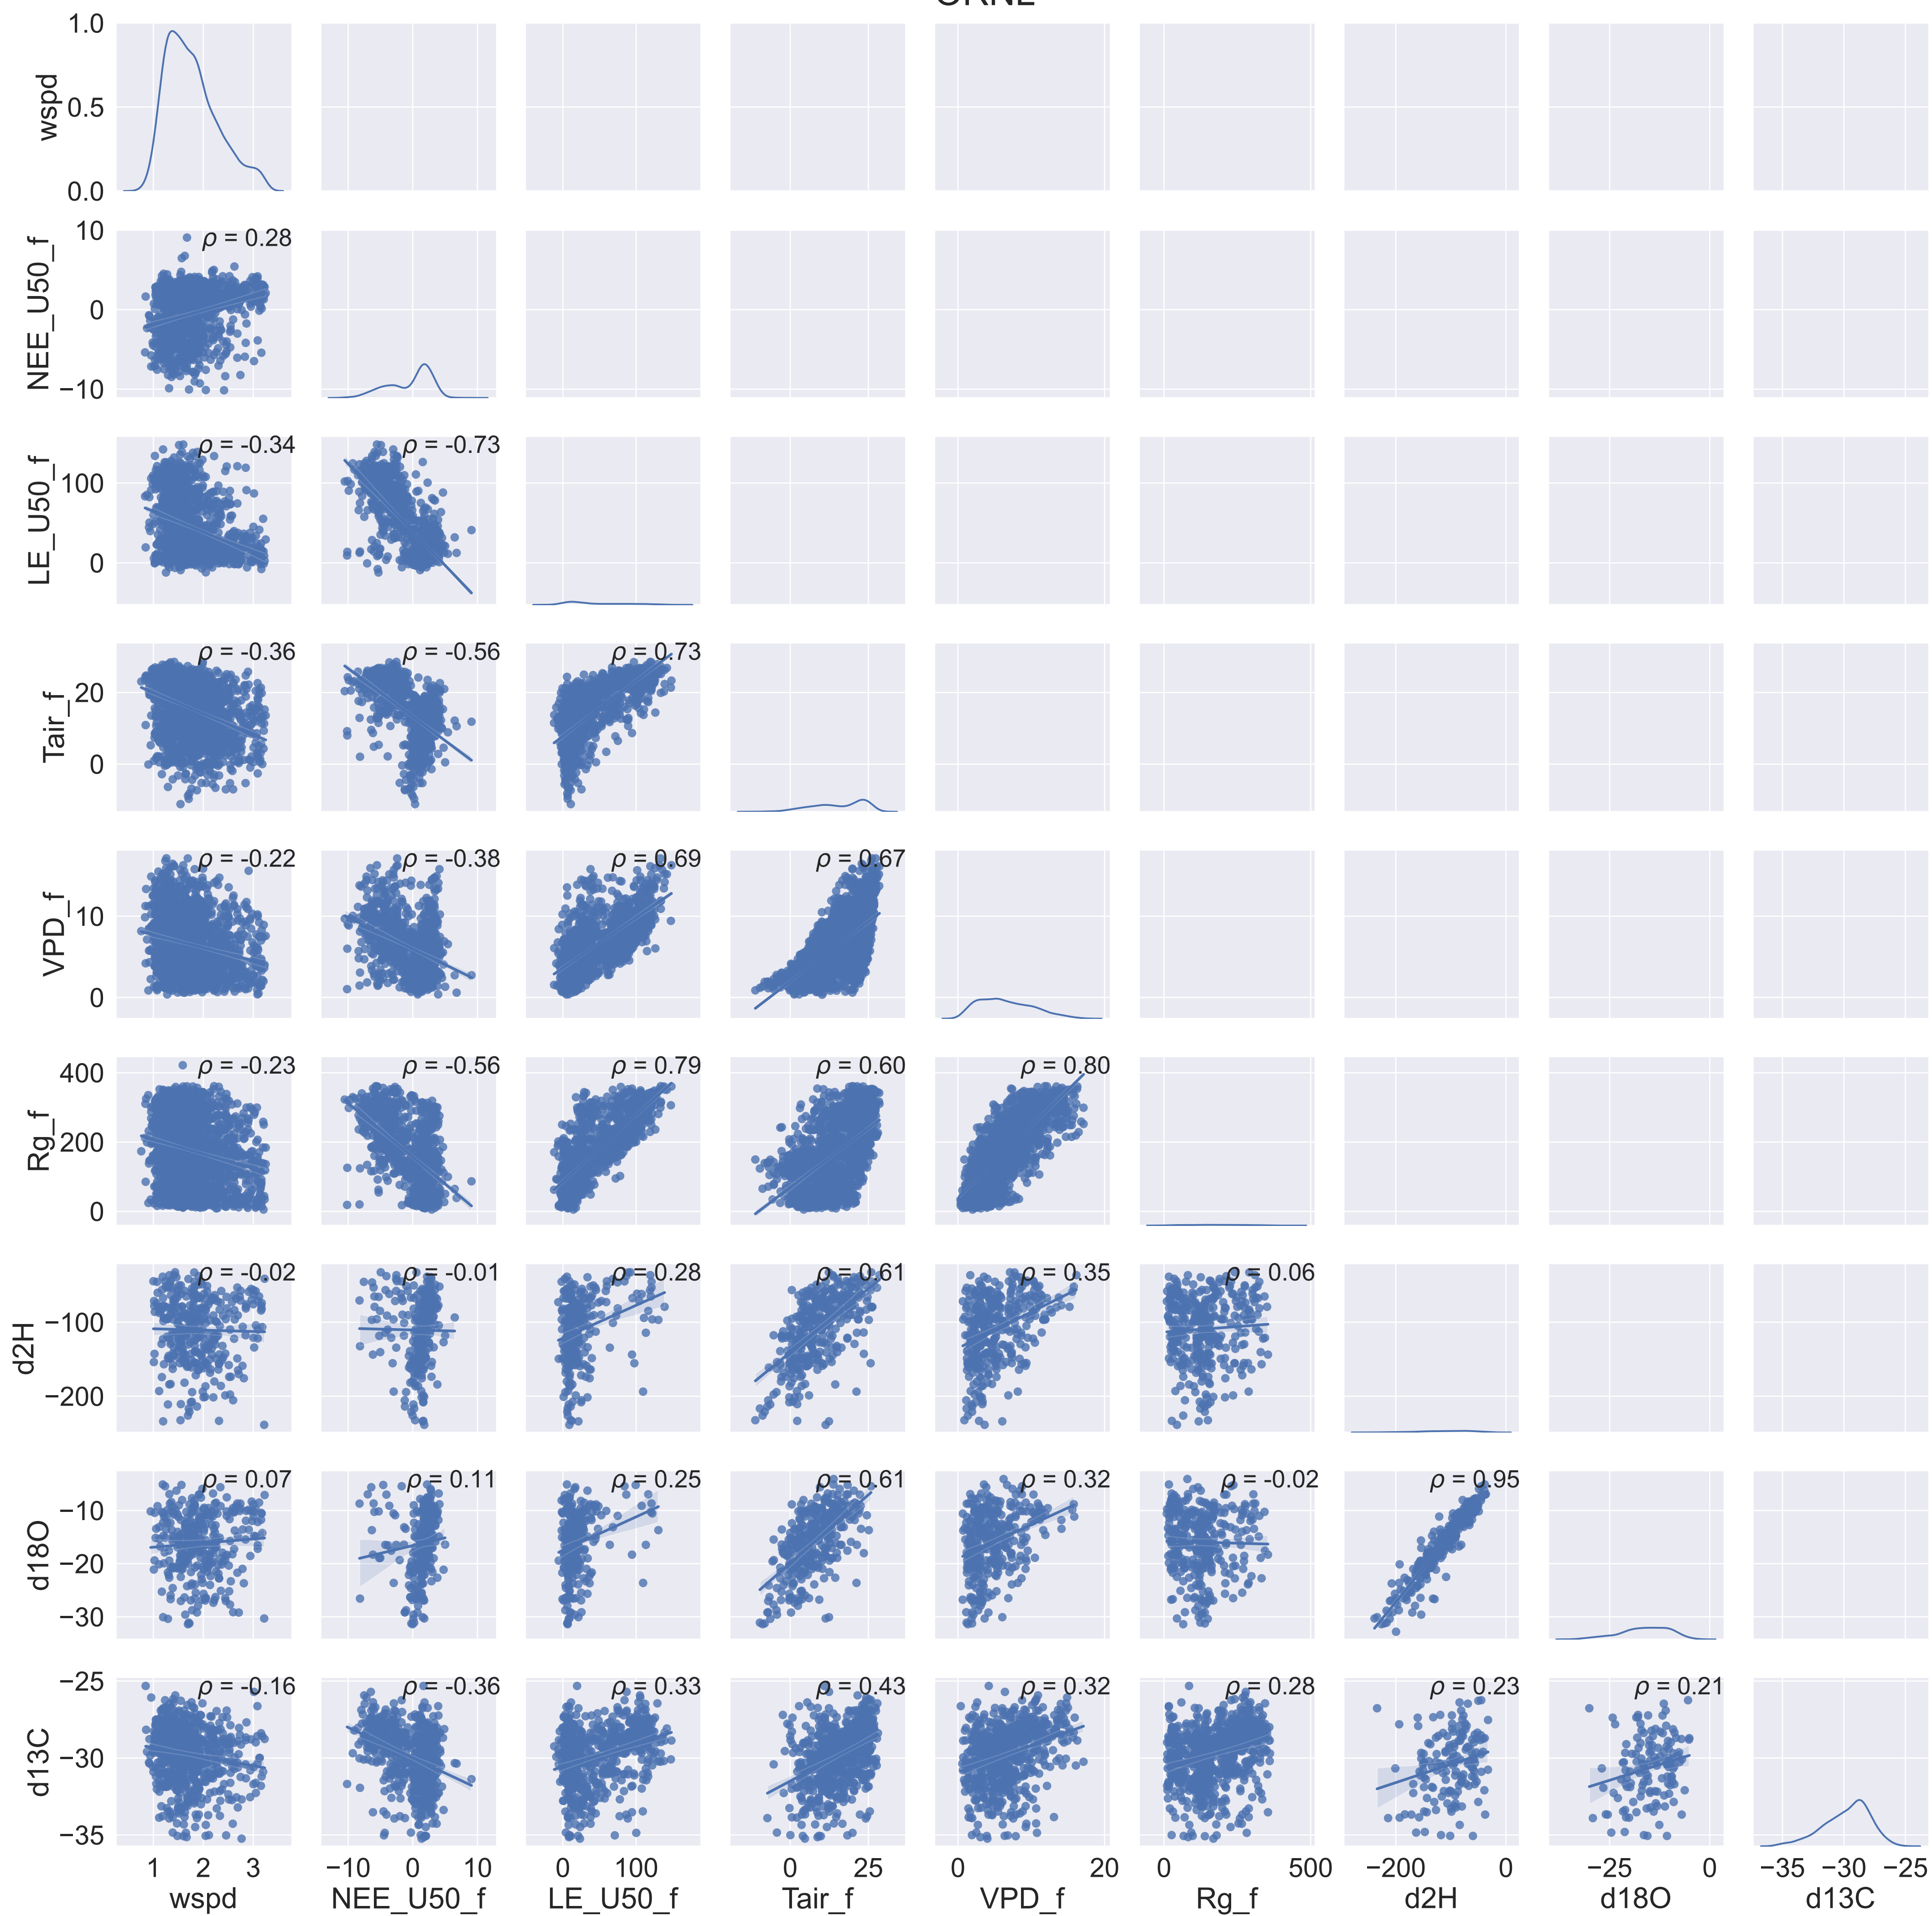 1.0
0.5
0.0
wspd
10
0
−10
NEE_U50_f
ρ = 0.28
100
0
LE_U50_f
ρ = -0.34
ρ = -0.73
20
0
Tair_f
ρ = -0.36
ρ = -0.56
ρ = 0.73
10
0
VPD_f
ρ = -0.22
ρ = -0.38
ρ = 0.69
ρ = 0.67
400
200
0
Rg_f
ρ = -0.23
ρ = -0.56
ρ = 0.79
ρ = 0.60
ρ = 0.80
−100
−200
d2H
ρ = -0.02
ρ = -0.01
ρ = 0.28
ρ = 0.61
ρ = 0.35
ρ = 0.06
−10
−20
−30
d18O
ρ = 0.07
ρ = 0.11
ρ = 0.25
ρ = 0.61
ρ = 0.32
ρ = -0.02
ρ = 0.95
−25
−30
−35
d13C
ρ = -0.16
ρ = -0.36
ρ = 0.33
ρ = 0.43
ρ = 0.32
ρ = 0.28
ρ = 0.23
ρ = 0.21
1 2 3
−10 0 10
0 100
0 25
0 20
0 500
−200 0
−25 0
−35 −30 −25
wspd
NEE_U50_f
LE_U50_f
Tair_f
VPD_f
Rg_f
d2H
d18O
d13C